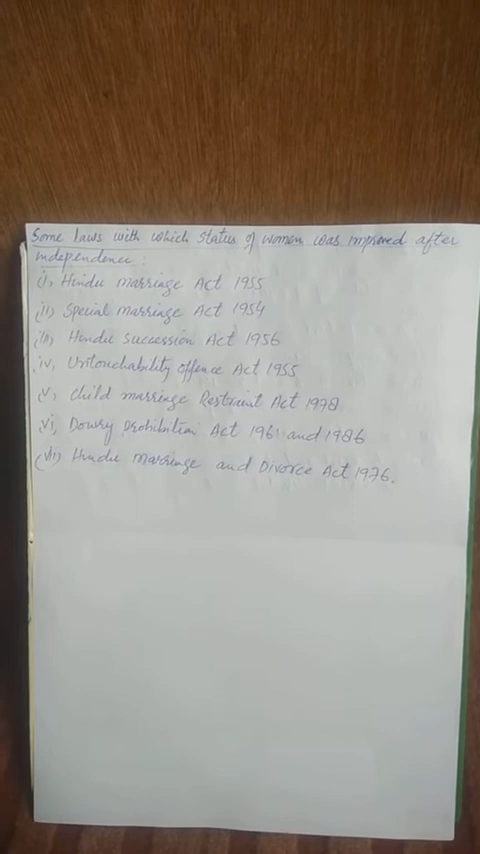 Some Laws with which Status of women was improved after
independence :
(i) Hindu marriage Act 1955
(ii) Special marriage Act 1954
(iii) Hindu Succession Act 1956
iv) Untouchability offence Act 1955
(v) Child marriage Restraint Act 1978
vi) Dowry Prohibition Act 1961 and 1986
(vii) Hindu marriage and Divorce Act 1976.